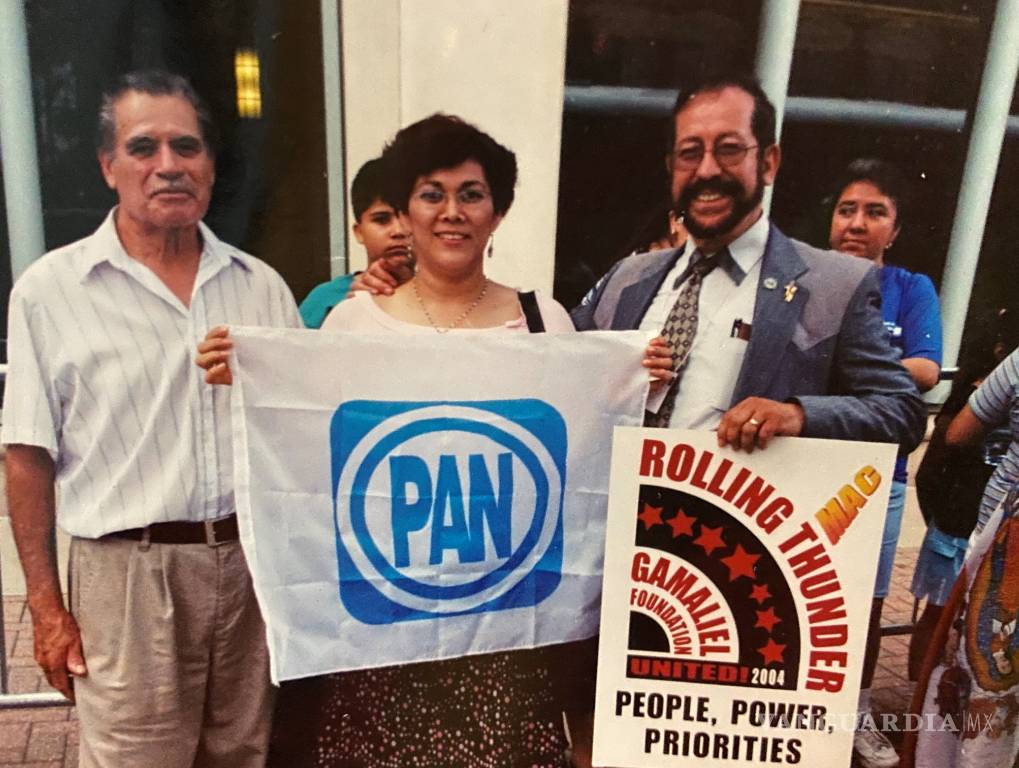 PAN
ROLLING THUNDER
MAC
GAMALIEL
FOUNDATION
UNITED! 2004
PEOPLE, POWER,
PRIORITIES
VANGUARDIA|MX